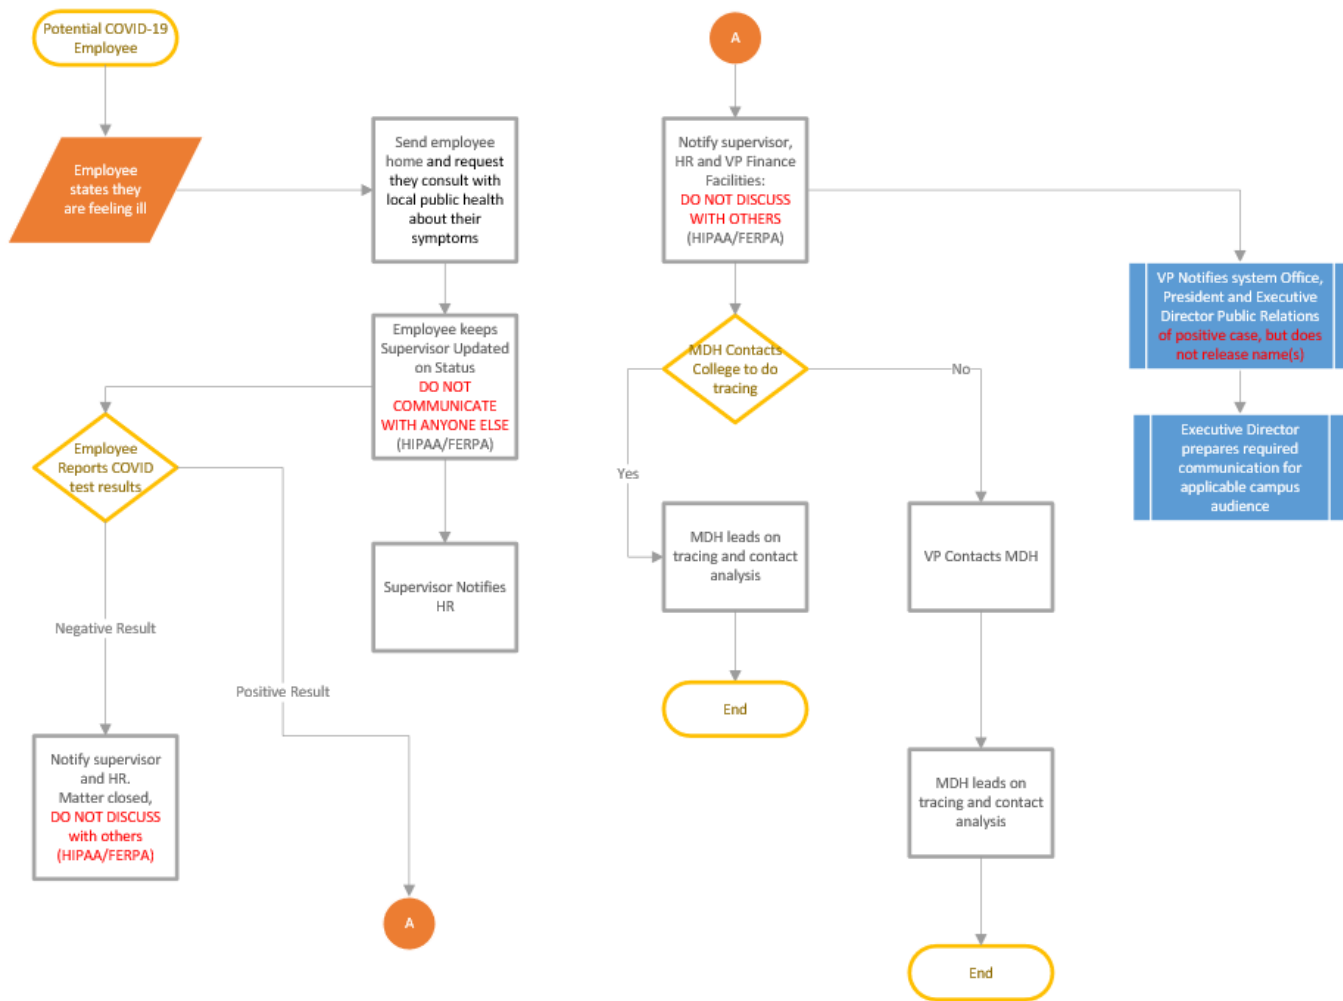 Potential COVID-19
Employee
Employee
states they
are feeling ill
Send employee
home and request
they consult with
local public health
about their
symptoms
Employee keeps
Supervisor Updated
on Status
DO NOT
COMMUNICATE
WITH ANYONE ELSE
(HIPAA/FERPA)
Employee
Reports COVID
test results
Supervisor Notifies
HR
Negative Result
Positive Result
Notify supervisor
and HR.
Matter closed,
DO NOT DISCUSS
with others
(HIPAA/FERPA)
A
A
Notify supervisor,
HR and VP Finance
Facilities:
DO NOT DISCUSS
WITH OTHERS
(HIPAA/FERPA)
MDH Contacts
College to do
tracing
No
Yes
MDH leads on
tracing and contact
analysis
End
VP Contacts MDH
MDH leads on
tracing and contact
analysis
End
VP Notifies system Office,
President and Executive
Director Public Relations
of positive case, but does
not release name(s)
Executive Director
prepares required
communication for
applicable campus
audience